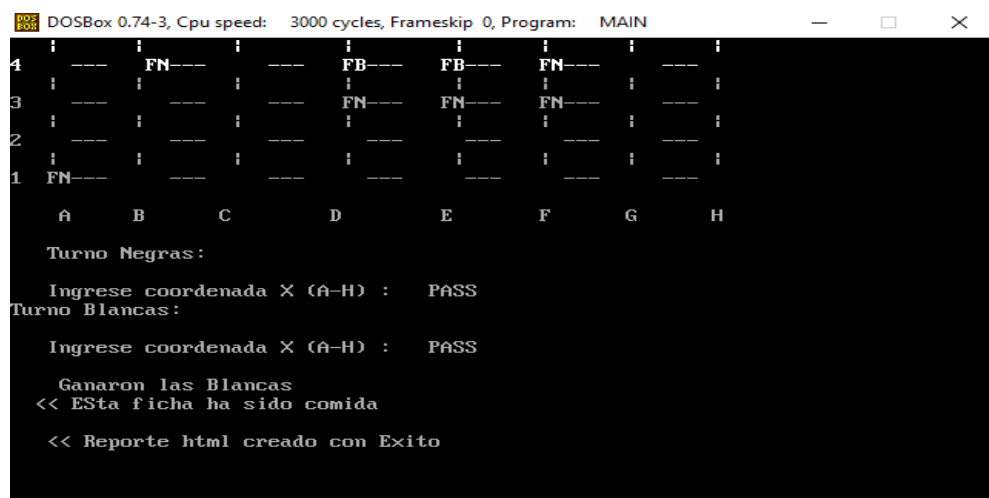 DOSBox 0.74-3, Cpu speed: 3000 cycles, Frameskip 0, Program: MAIN
¦ ¦ ¦ ¦ ¦ ¦ ¦ ¦
4 --- FN--- --- FB--- FB--- FN--- ---
¦ ¦ ¦ ¦ ¦ ¦ ¦ ¦
3 --- --- --- FN--- FN--- FN--- ---
¦ ¦ ¦ ¦ ¦ ¦ ¦ ¦
2 --- --- --- --- --- --- ---
¦ ¦ ¦ ¦ ¦ ¦ ¦ ¦
1 FN--- --- --- --- --- --- ---
A B C D E F G H
Turno Negras:
Ingrese coordenada X (A-H) : PASS
Turno Blancas:
Ingrese coordenada X (A-H) : PASS
Ganaron las Blancas
<< ESta ficha ha sido comida
<< Reporte html creado con Exito